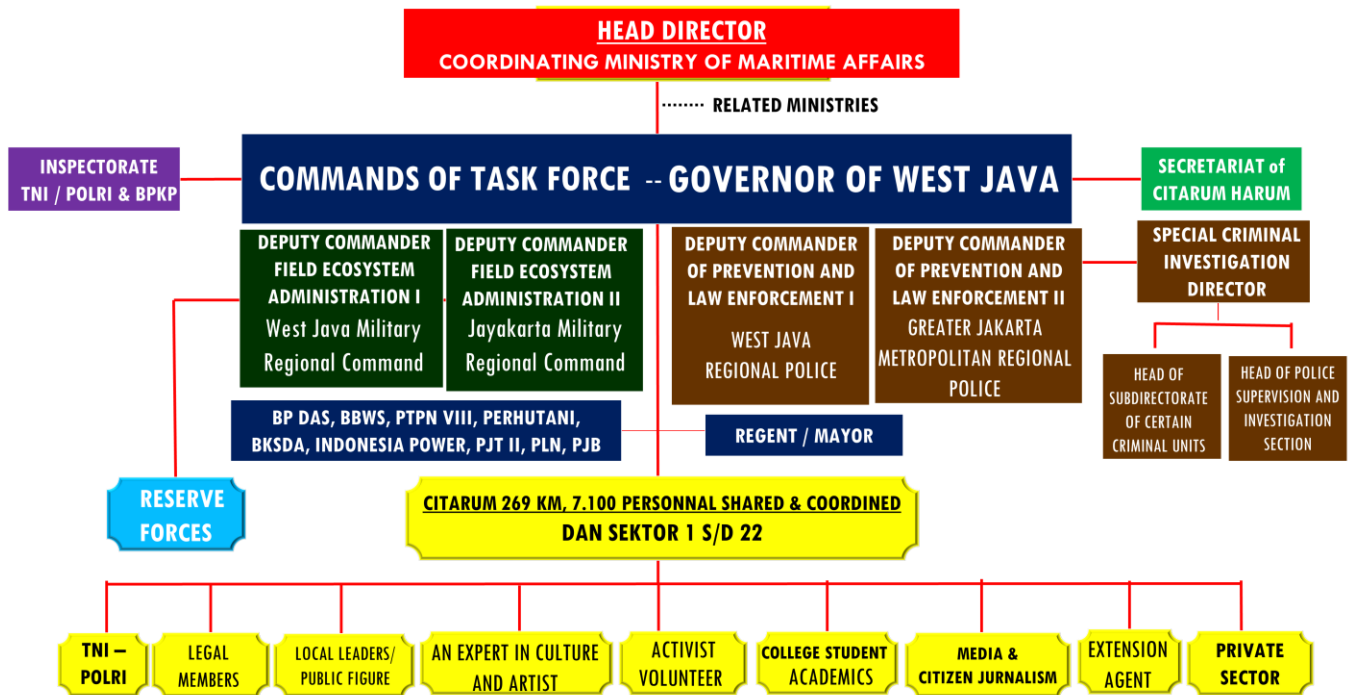 HEAD DIRECTOR
COORDINATING MINISTRY OF MARITIME AFFAIRS
········ RELATED MINISTRIES
INSPECTORATE
TNI / POLRI & BPKP
COMMANDS OF TASK FORCE -- GOVERNOR OF WEST JAVA
SECRETARIAT of
CITARUM HARUM
DEPUTY COMMANDER
FIELD ECOSYSTEM
ADMINISTRATION I
West Java Military
Regional Command
DEPUTY COMMANDER
FIELD ECOSYSTEM
ADMINISTRATION II
Jayakarta Military
Regional Command
DEPUTY COMMANDER
OF PREVENTION AND
LAW ENFORCEMENT I
WEST JAVA
REGIONAL POLICE
DEPUTY COMMANDER
OF PREVENTION AND
LAW ENFORCEMENT II
GREATER JAKARTA
METROPOLITAN REGIONAL
POLICE
SPECIAL CRIMINAL
INVESTIGATION
DIRECTOR
HEAD OF
SUBDIRECTORATE
OF CERTAIN
CRIMINAL UNITS
HEAD OF POLICE
SUPERVISION AND
INVESTIGATION
SECTION
BP DAS, BBWS, PTPN VIII, PERHUTANI,
BKSDA, INDONESIA POWER, PJT II, PLN, PJB
REGENT / MAYOR
RESERVE
FORCES
CITARUM 269 KM, 7.100 PERSONNAL SHARED & COORDINED
DAN SEKTOR 1 S/D 22
TNI –
POLRI
LEGAL
MEMBERS
LOCAL LEADERS/
PUBLIC FIGURE
AN EXPERT IN CULTURE
AND ARTIST
ACTIVIST
VOLUNTEER
COLLEGE STUDENT
ACADEMICS
MEDIA &
CITIZEN JURNALISM
EXTENSION
AGENT
PRIVATE
SECTOR